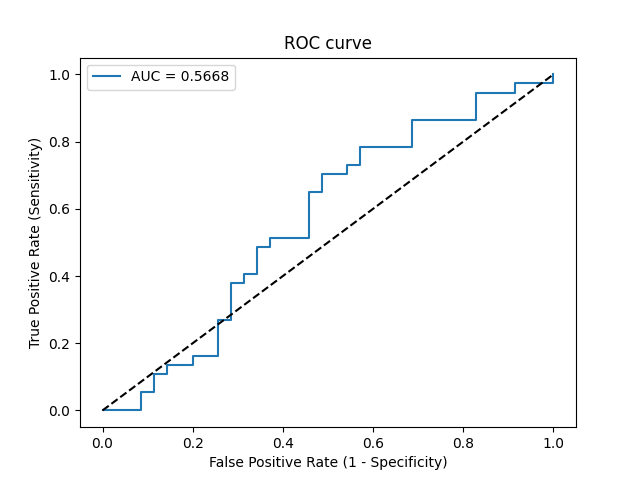 ROC curve
AUC = 0.5668
1.0
0.8
0.6
0.4
0.2
0.0
True Positive Rate (Sensitivity)
0.0 0.2 0.4 0.6 0.8 1.0
False Positive Rate (1 - Specificity)